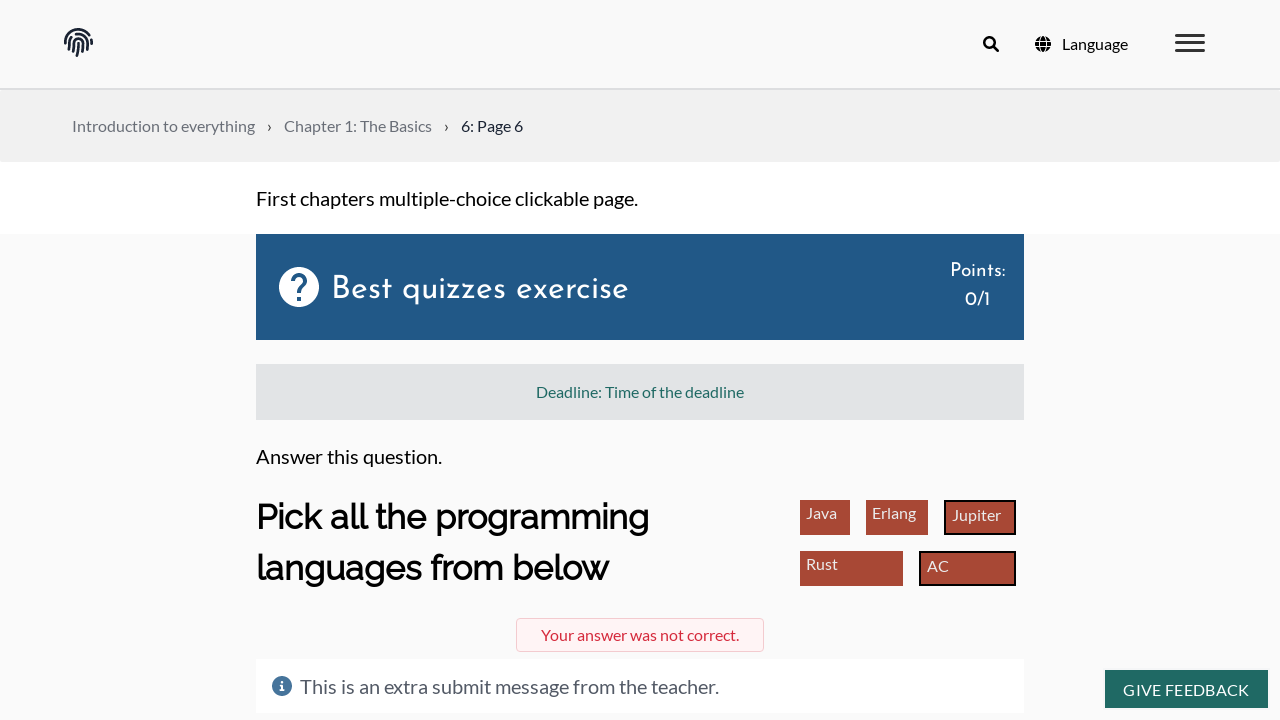 Language
Introduction to everything › Chapter 1: The Basics › 6: Page 6
First chapters multiple-choice clickable page.
Best quizzes exercise
Points:
0/1
Deadline: Time of the deadline
Answer this question.
Pick all the programming
languages from below
Java Erlang Jupiter
Rust AC
Your answer was not correct.
This is an extra submit message from the teacher.
GIVE FEEDBACK